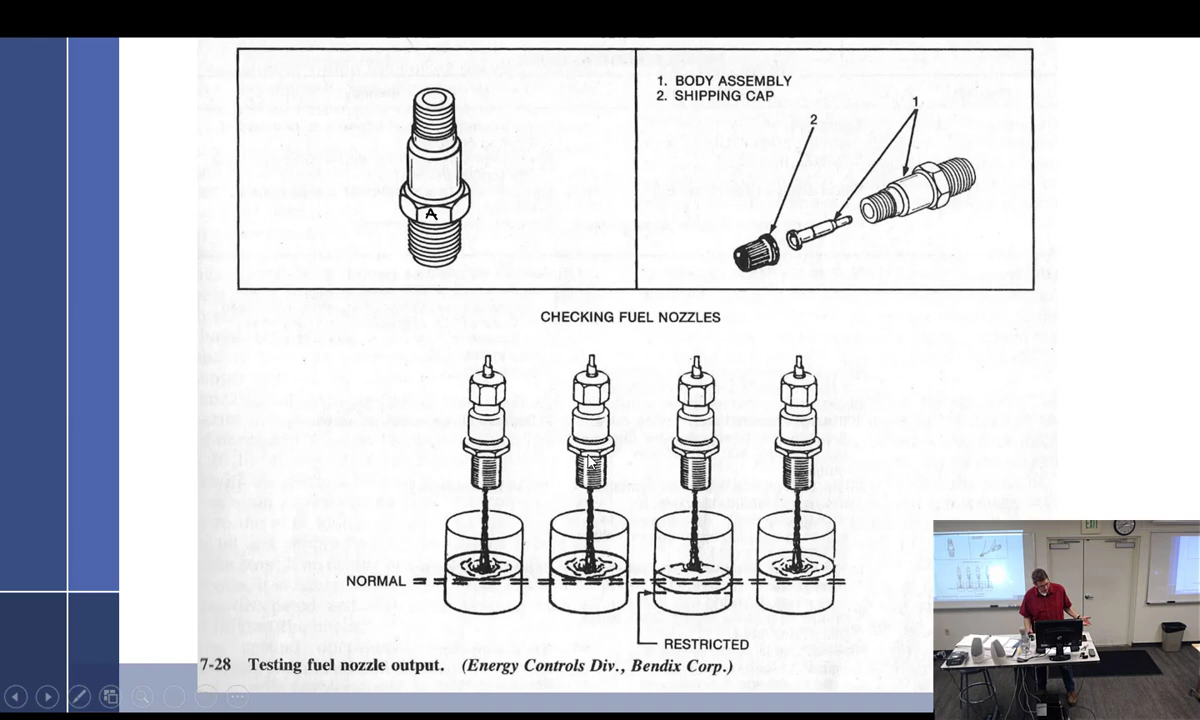 A
1. BODY ASSEMBLY
2. SHIPPING CAP
1
2
CHECKING FUEL NOZZLES
NORMAL
RESTRICTED
7-28 Testing fuel nozzle output. (Energy Controls Div., Bendix Corp.)
EXIT